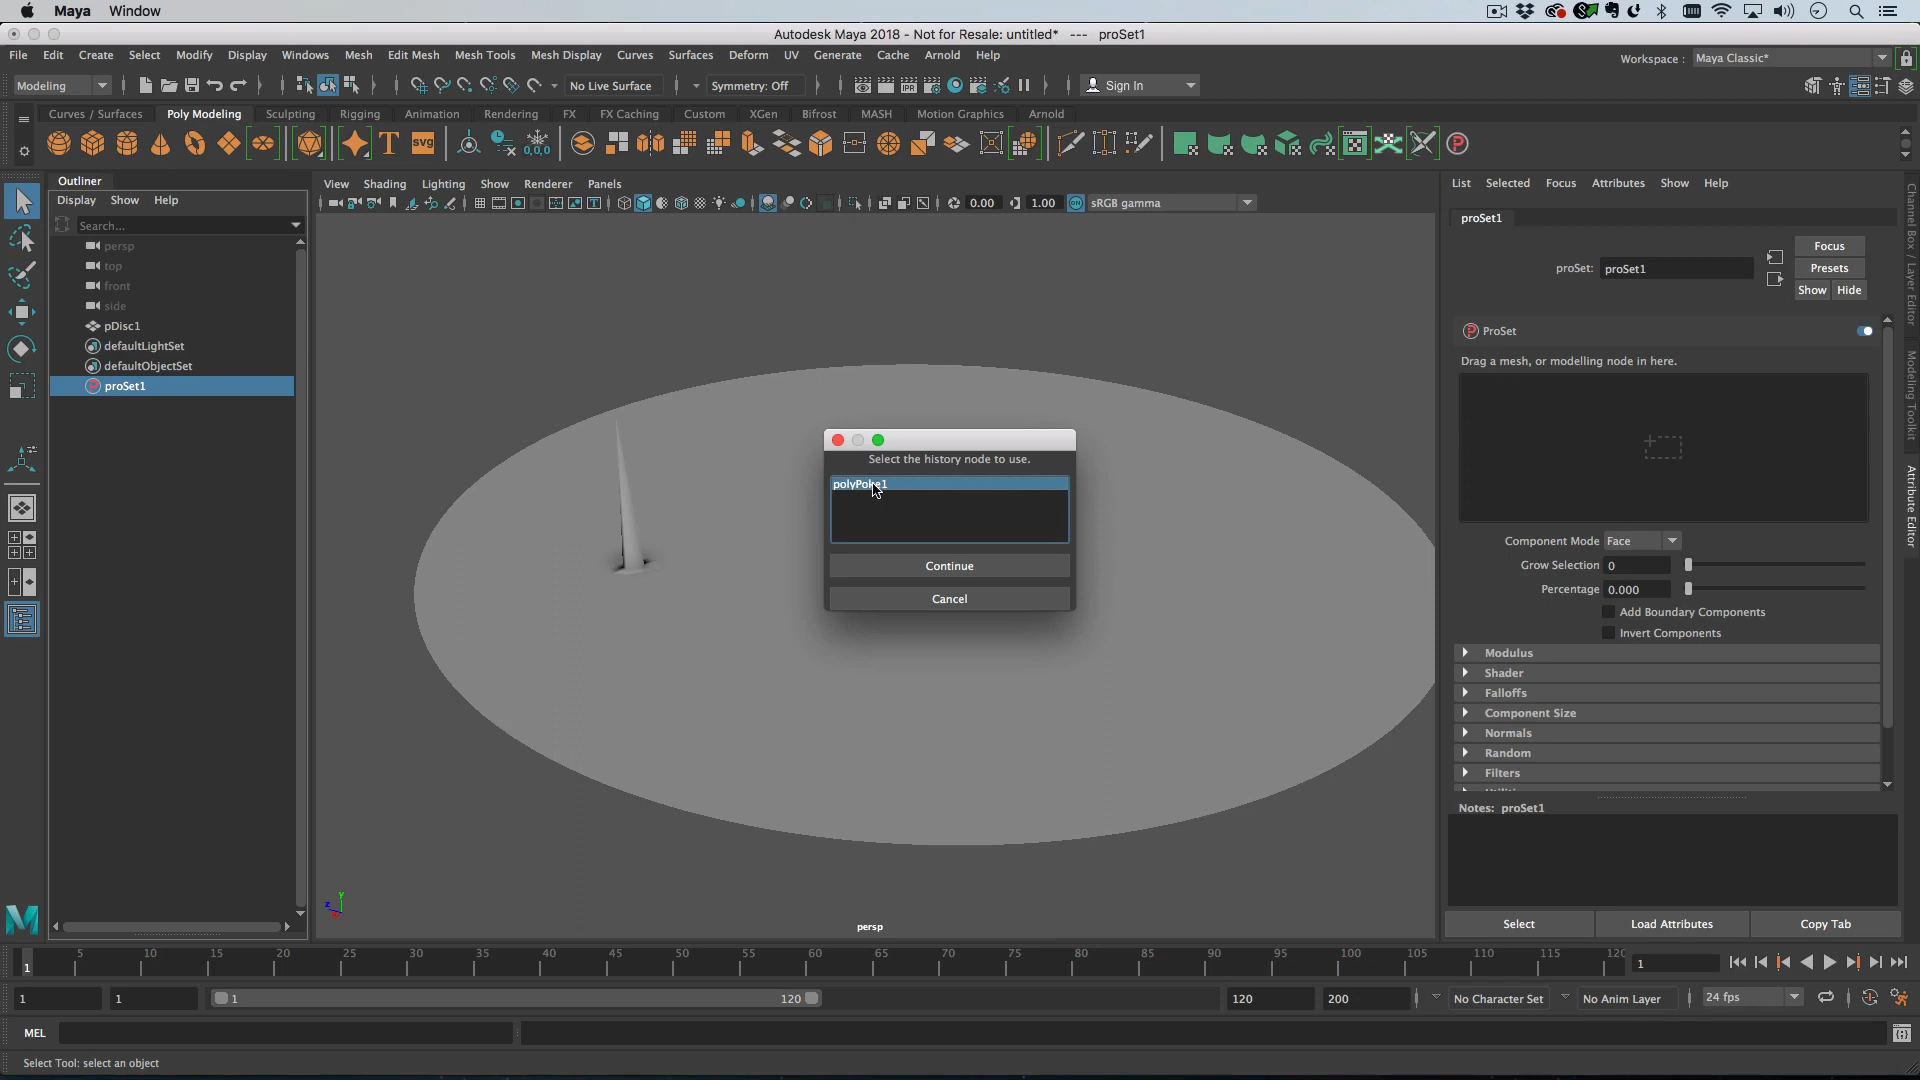 Maya Window
Autodesk Maya 2018 - Not for Resale: untitled* --- proSet1
File Edit Create Select Modify Display Windows Mesh Edit Mesh Mesh Tools Mesh Display Curves Surfaces Deform UV Generate Cache Arnold Help
Workspace : Maya Classic*
Modeling No Live Surface Symmetry: Off Sign In
Curves / Surfaces Poly Modeling Sculpting Rigging Animation Rendering FX FX Caching Custom XGen Bifrost MASH Motion Graphics Arnold
Outliner
Display Show Help
Search...
persp
top
front
side
pDisc1
defaultLightSet
defaultObjectSet
proSet1
View Shading Lighting Show Renderer Panels
0.00 1.00 sRGB gamma
Select the history node to use.
polyPoke1
Continue
Cancel
persp
List Selected Focus Attributes Show Help
proSet1
Focus
proSet: proSet1
Presets
Show Hide
ProSet
Drag a mesh, or modelling node in here.
Component Mode Face
Grow Selection 0
Percentage 0.000
Add Boundary Components
Invert Components
Modulus
Shader
Falloffs
Component Size
Normals
Random
Filters
Notes: proSet1
Select Load Attributes Copy Tab
Channel Box / Layer Editor
Modeling Toolkit
Attribute Editor
5 10 15 20 25 30 35 40 45 50 55 60 65 70 75 80 85 90 95 100 105 110 115 120
1 1
1 1 1 120 120 200 No Character Set No Anim Layer 24 fps
MEL
Select Tool: select an object